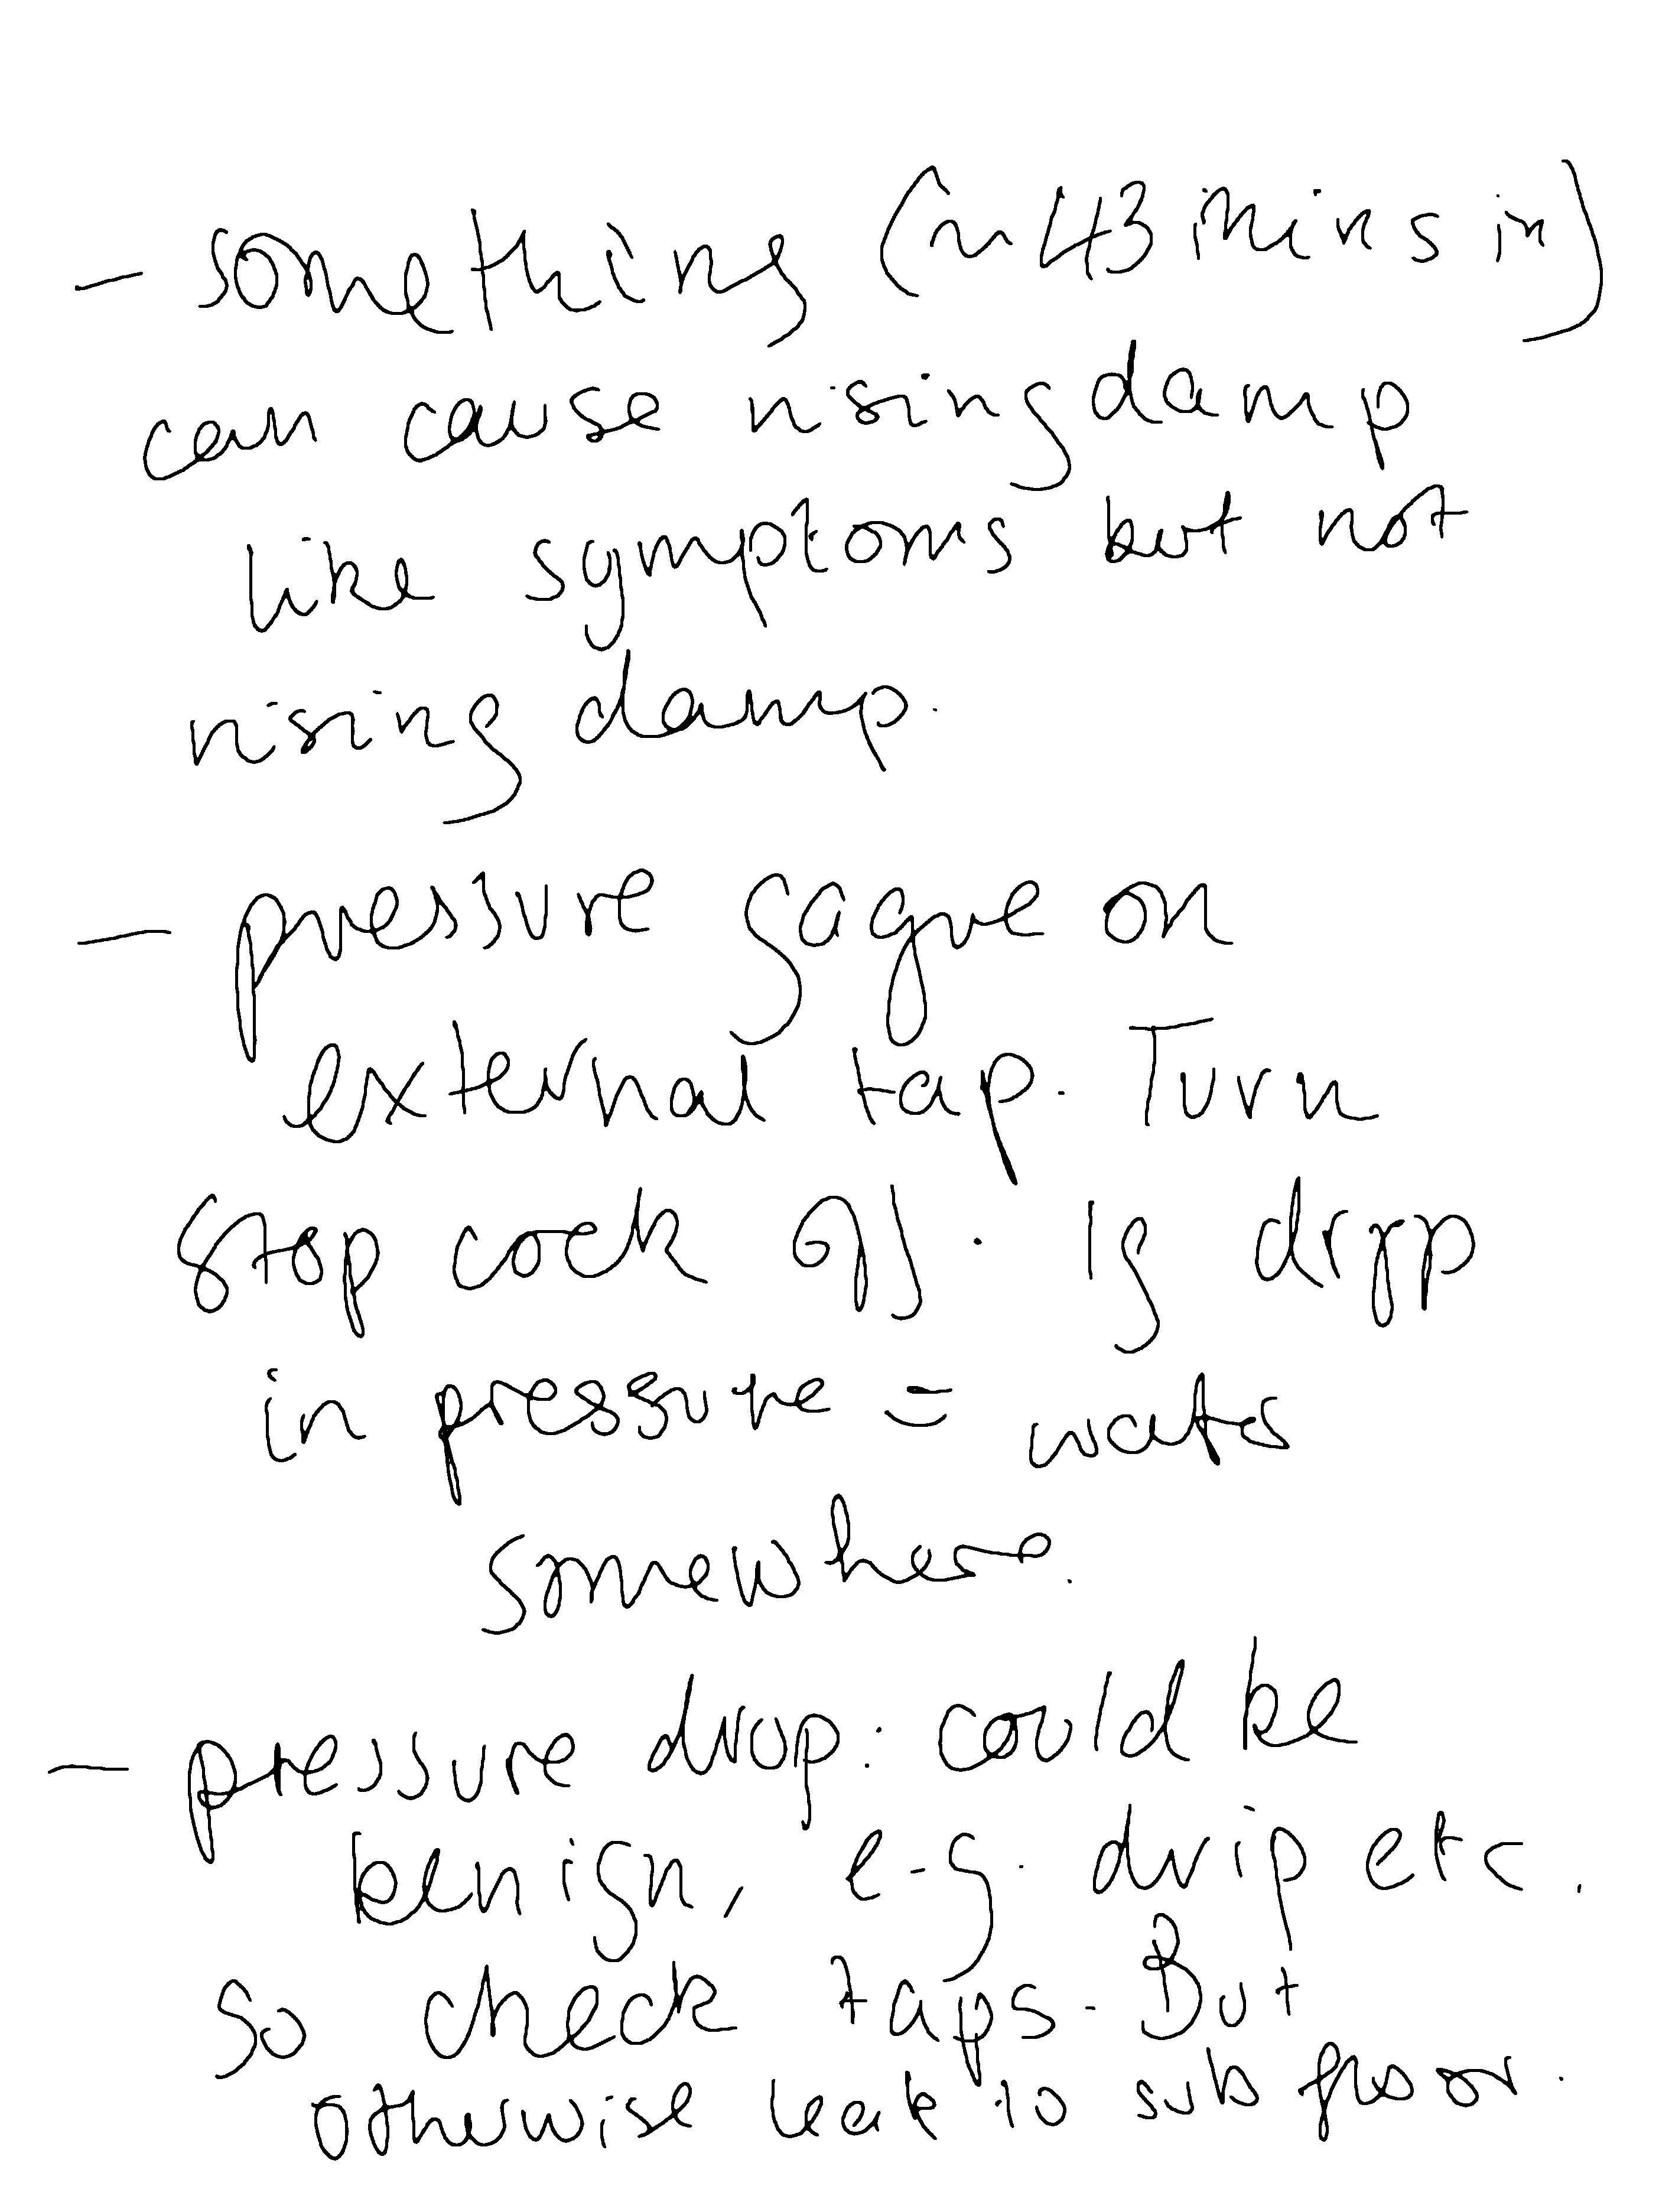 - something (~ 43 mins in)
can cause rising damp
like symptoms but not
rising damp.
- pressure gague on
external tap. Turn
stop cock off. If drop
in pressure = water
somewhere.
- pressure drop: could be
benign, e.g. drip etc.
So check taps. But
otherwise leak to sub floor.